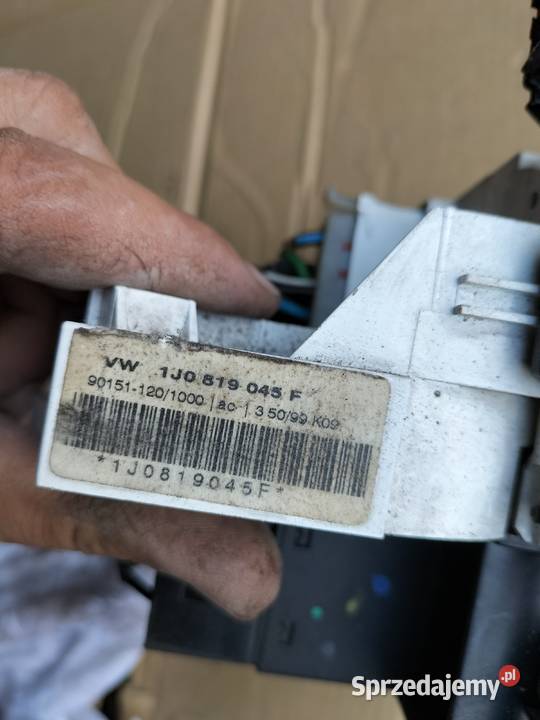 VW 1J0 819 045 F
90151-120/1000 | ac | 3 50/99 K09
*1J0819045F*
Sprzedajemy.pl